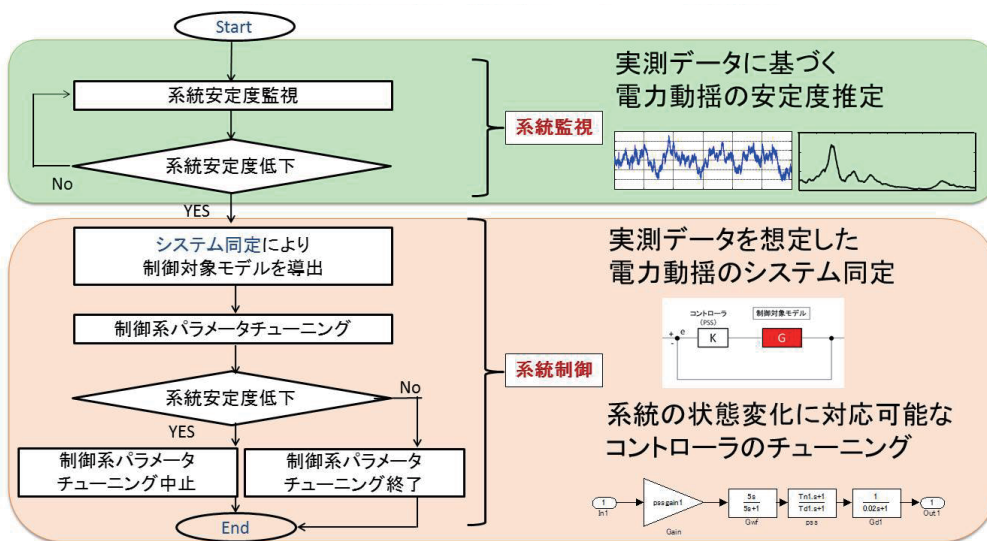 Start
系統安定度監視
系統安定度低下
No
YES
系統監視
実測データに基づく
電力動揺の安定度推定
システム同定により
制御対象モデルを導出
制御系パラメータチューニング
系統安定度低下
No
YES
制御系パラメータ
チューニング中止
制御系パラメータ
チューニング終了
End
系統制御
実測データを想定した
電力動揺のシステム同定
コントローラ
(PSS)
制御対象モデル
+
-
e
K
G
系統の状態変化に対応可能な
コントローラのチューニング
1
In1
pssgain1
Gain
5s
5s+1
Gwf
Tn1.s+1
Td1.s+1
pss
1
0.02s+1
Gd1
1
Out1